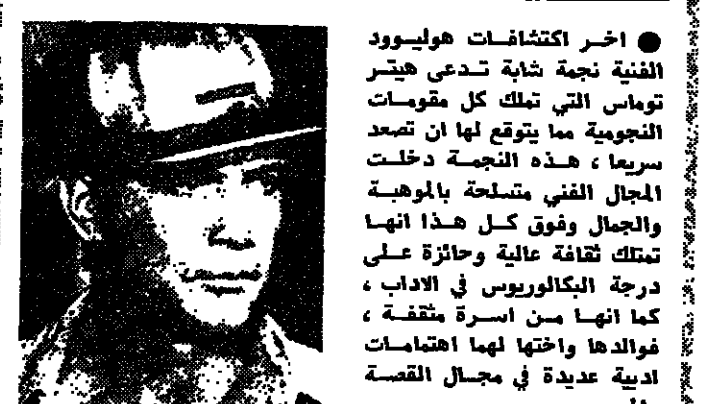 ● اخر اكتشافات هوليوود
الفنية نجمة شابة تدعى هيتر
توماس التي تملك كل مقومات
النجومية مما يتوقع لها ان تصعد
سريعا ، هذه النجمة دخلت
المجال الفني متسلحة بالموهبة
والجمال وفوق كل هذا انها
تمتلك ثقافة عالية وحائزة على
درجة البكالوريوس في الاداب ،
كما انها من اسرة مثقفة ،
فوالدها واختها لهما اهتمامات
ادبية عديدة في مجال القصة